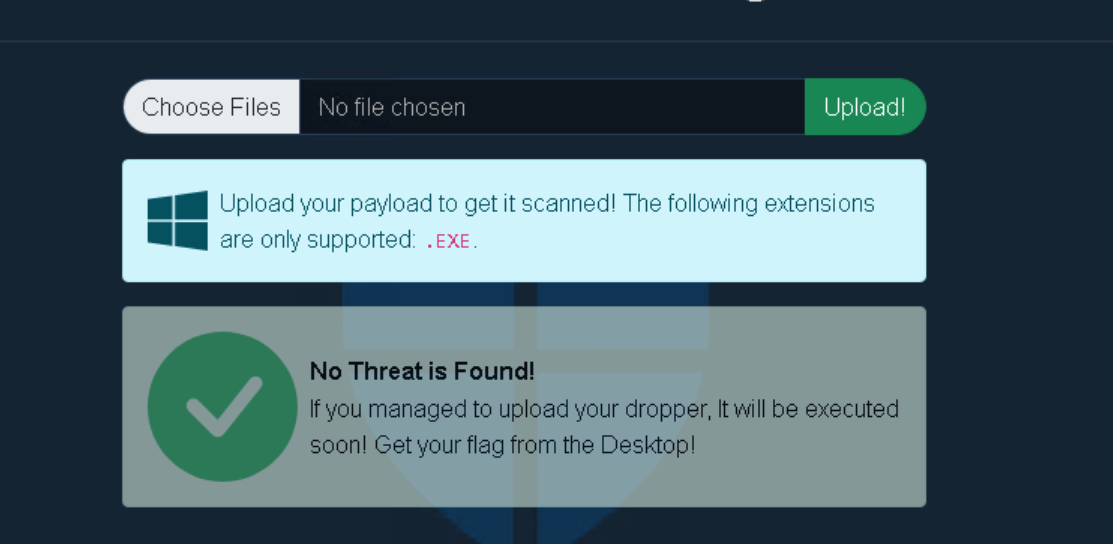 Choose Files No file chosen Upload!
Upload your payload to get it scanned! The following extensions
are only supported: .EXE.
No Threat is Found!
If you managed to upload your dropper, It will be executed
soon! Get your flag from the Desktop!